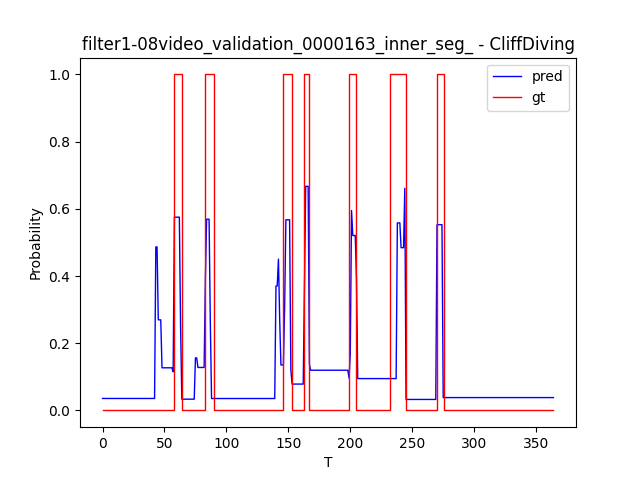 filter1-08video_validation_0000163_inner_seg_ - CliffDiving
pred
gt
Probability
1.0
0.8
0.6
0.4
0.2
0.0
0 50 100 150 200 250 300 350
T